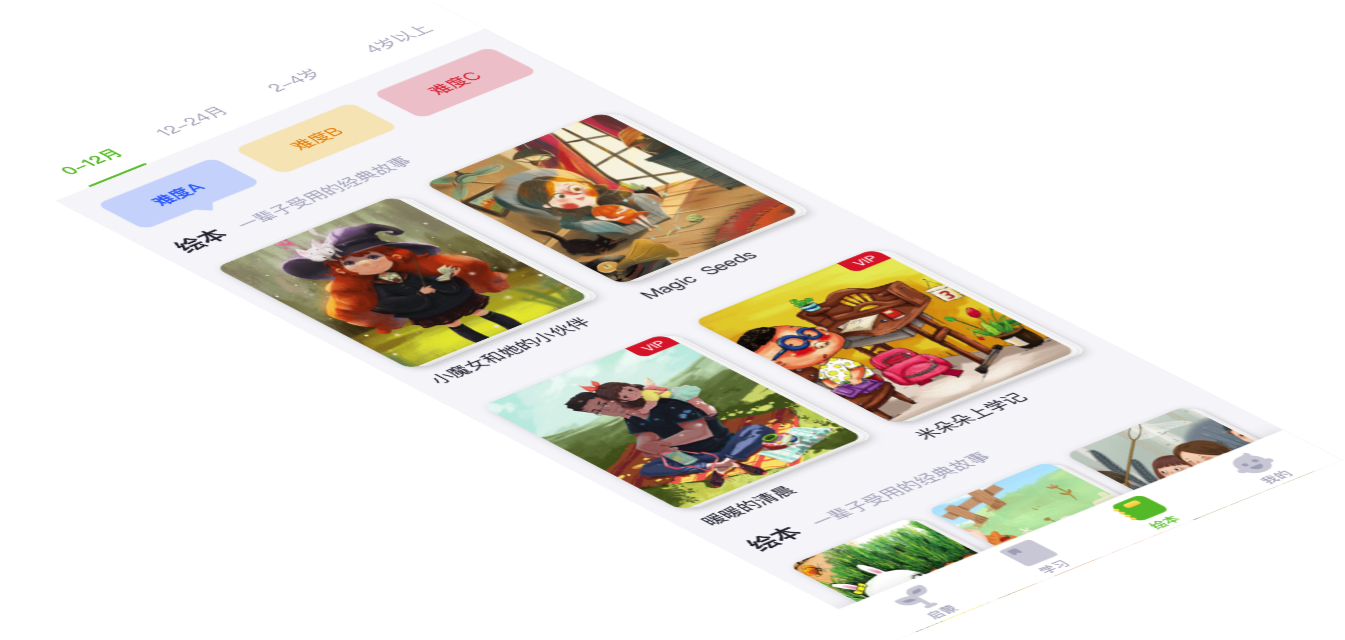 0-12月
12-24月
2-4岁
4岁以上
难度A
难度B
难度C
绘本 一辈子受用的经典故事
小魔女和她的小伙伴
Magic Seeds
VIP
暖暖的清晨
VIP
3
米朵朵上学记
绘本 一辈子受用的经典故事
启蒙
学习
绘本
我的